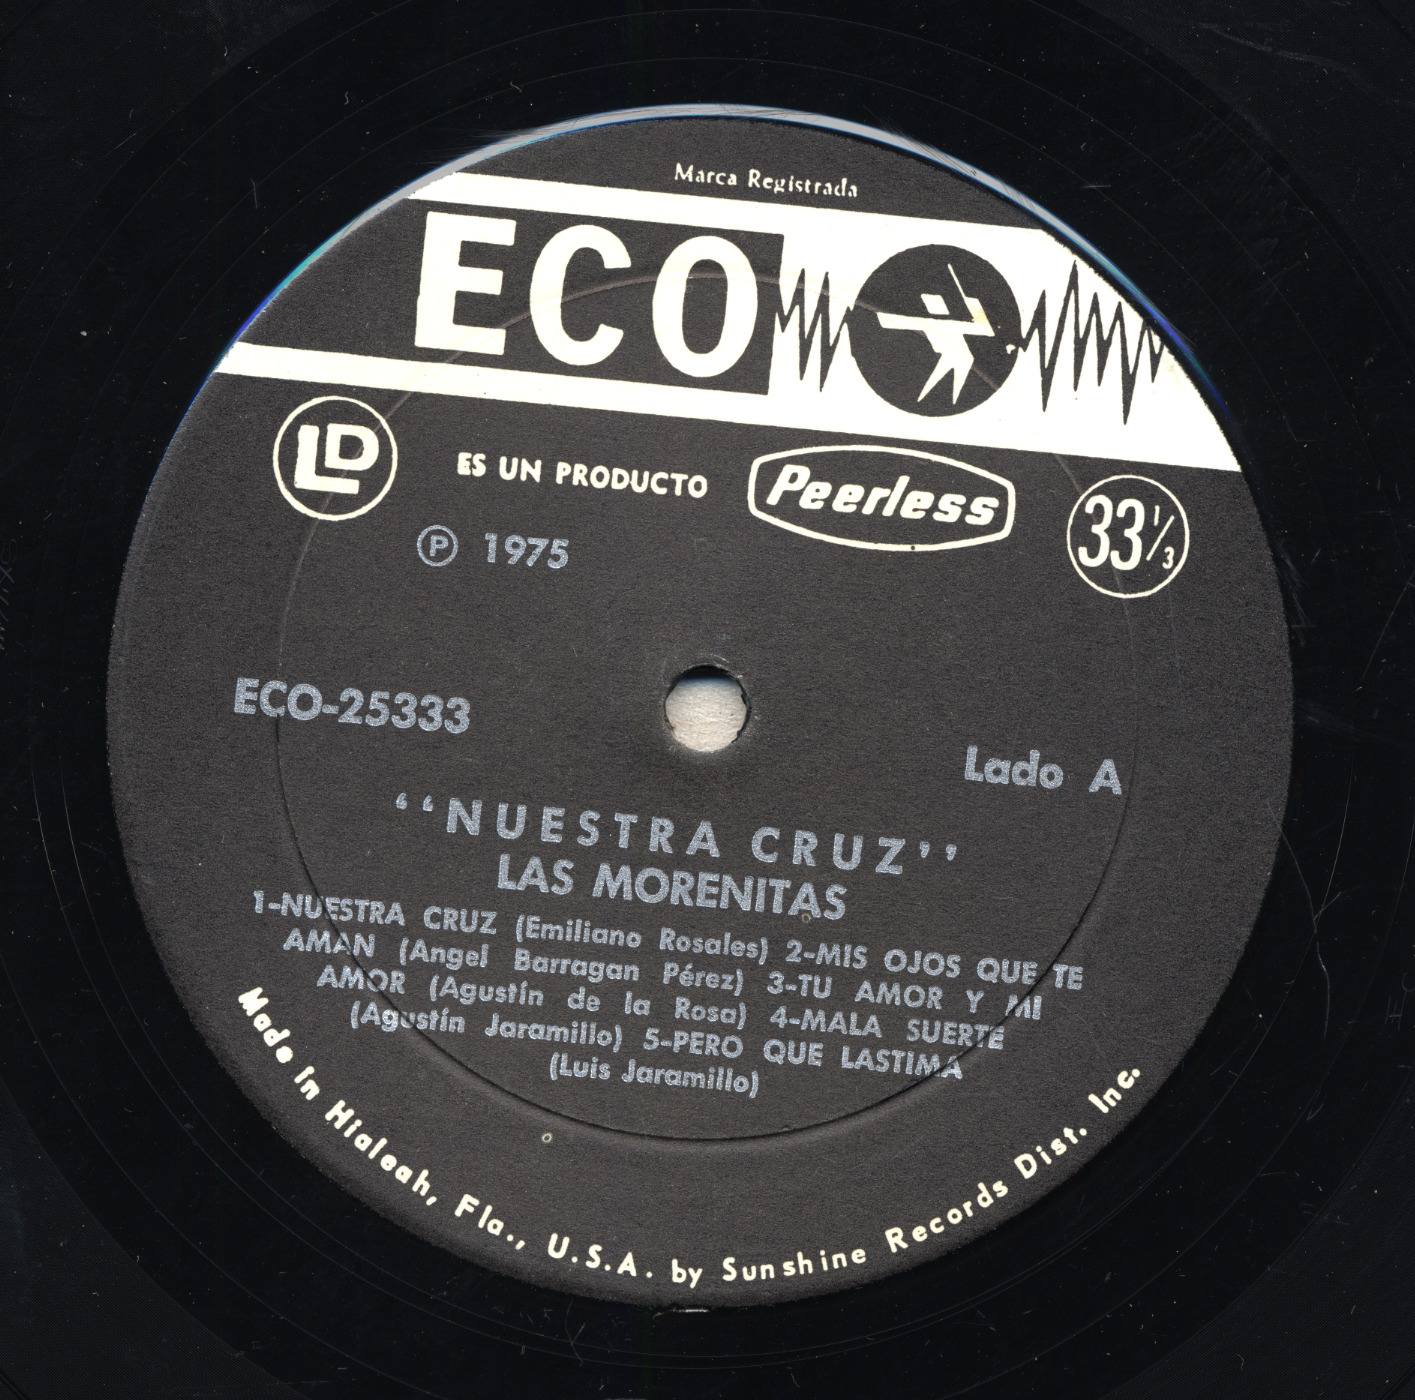 Marca Registrada
ECO
LD
ES UN PRODUCTO
Peerless
33 1/3
Ⓟ 1975
ECO-25333
Lado A
‘‘NUESTRA CRUZ’’
LAS MORENITAS
1-NUESTRA CRUZ (Emiliano Rosales) 2-MIS OJOS QUE TE
AMAN (Angel Barragan Pérez) 3-TU AMOR Y MI
AMOR (Agustín de la Rosa) 4-MALA SUERTE
(Agustín Jaramillo) 5-PERO QUE LASTIMA
(Luis Jaramillo)
Made in Hialeah, Fla., U.S.A. by Sunshine Records Dist. Inc.